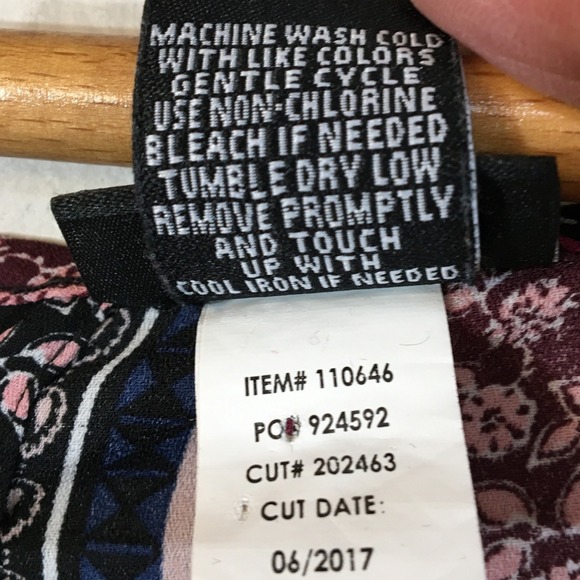 MACHINE WASH COLD
WITH LIKE COLORS
GENTLE CYCLE
USE NON-CHLORINE
BLEACH IF NEEDED
TUMBLE DRY LOW
REMOVE PROMPTLY
AND TOUCH
UP WITH
COOL IRON IF NEEDED
ITEM# 110646
PO# 924592
CUT# 202463
CUT DATE:
06/2017